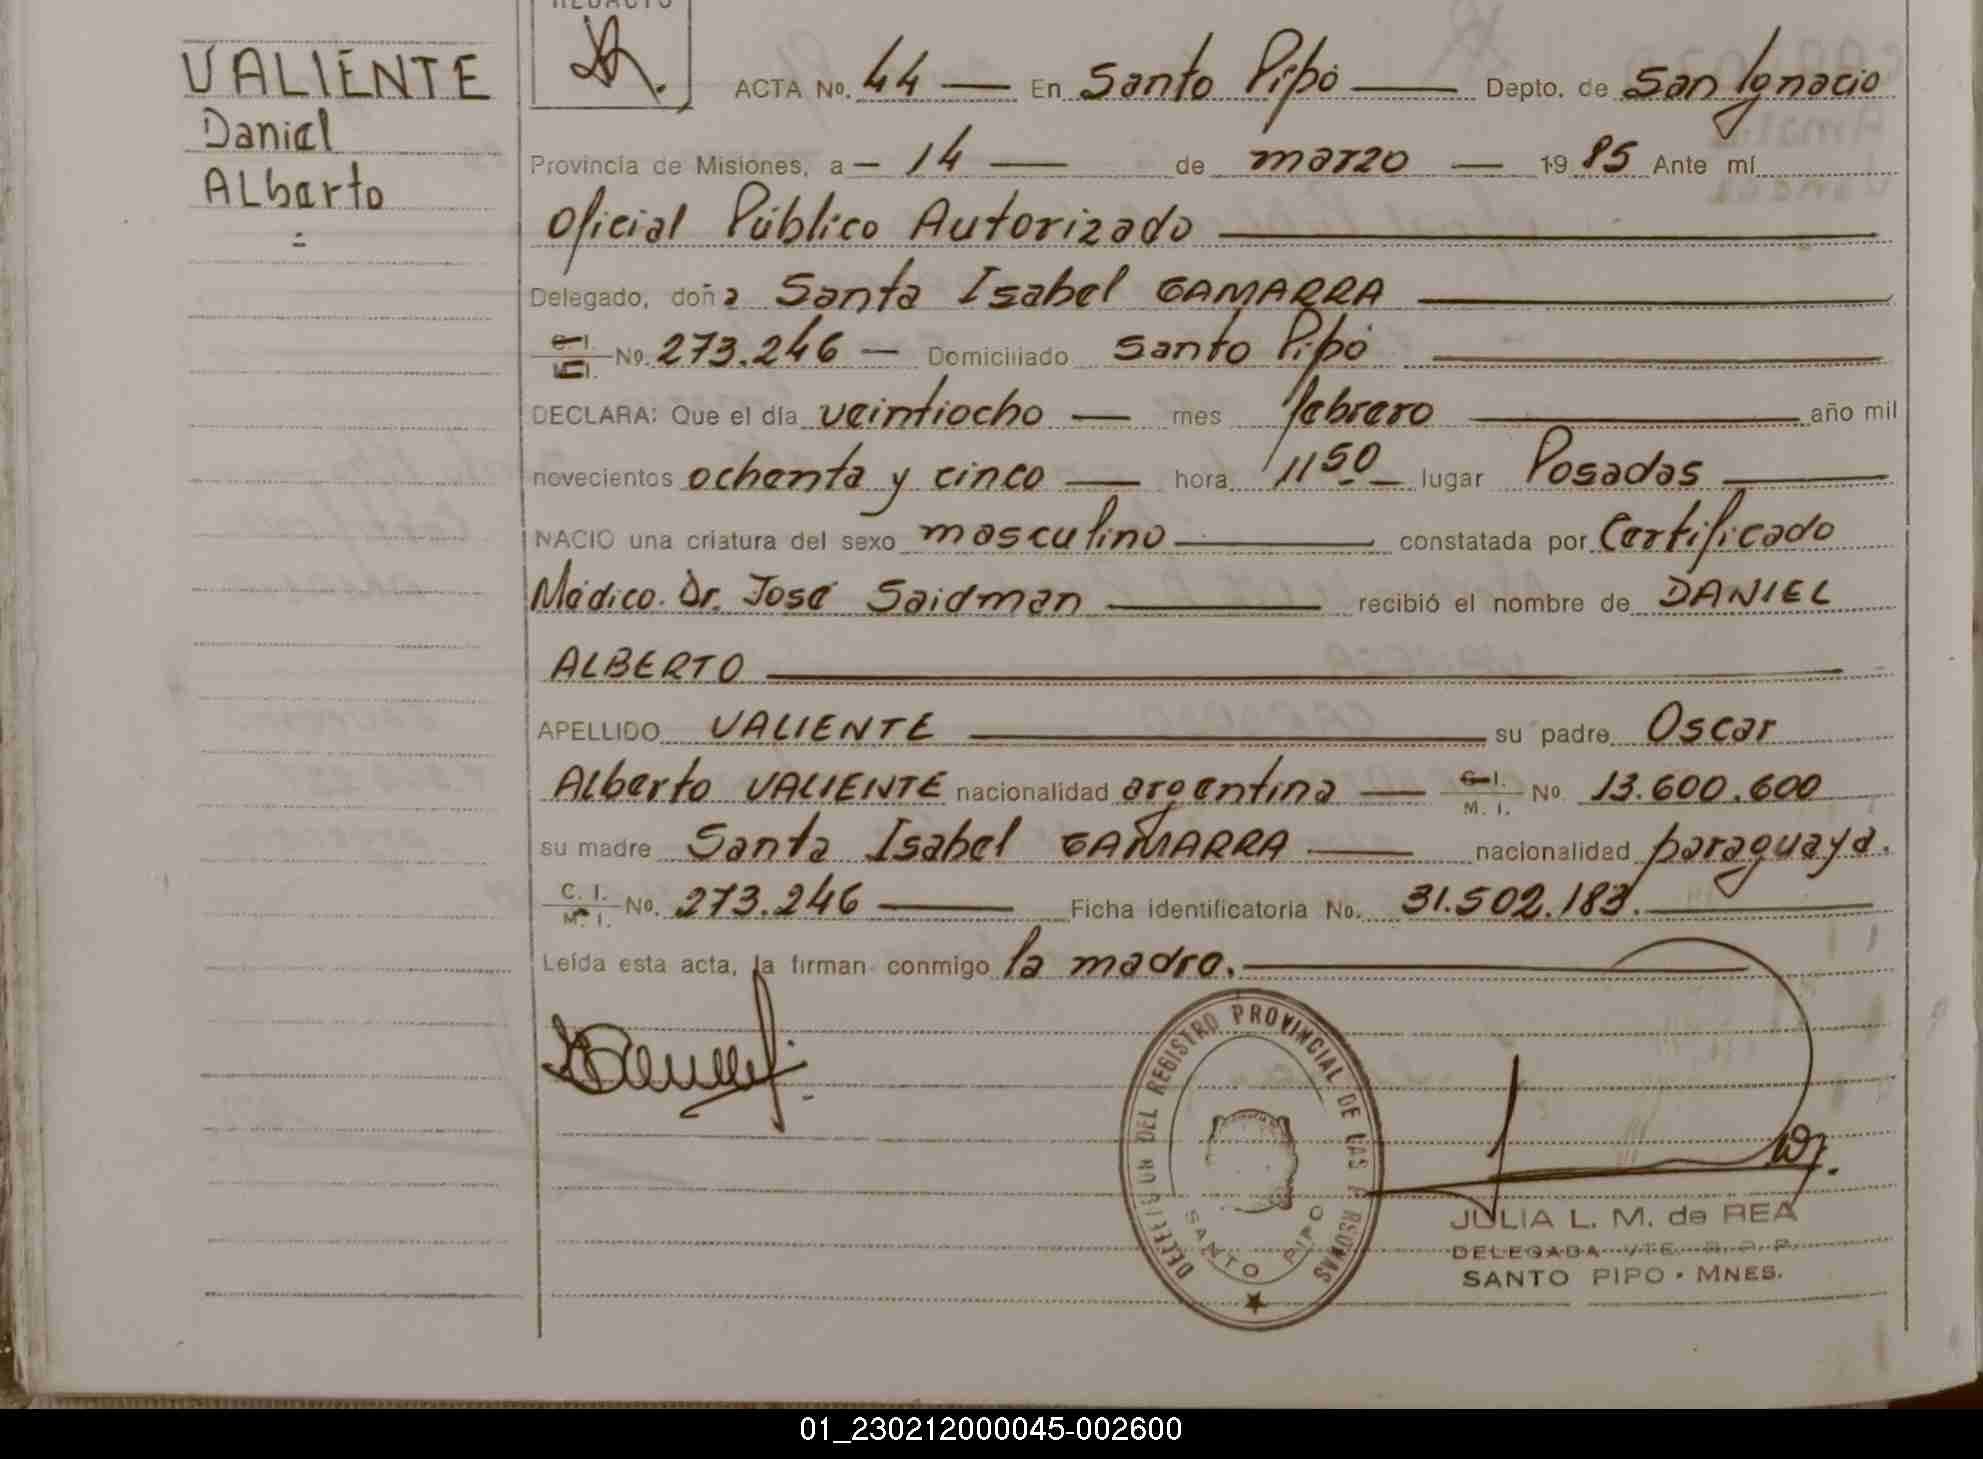 REDACTO
VALIENTE
Daniel
ALberto
ACTA No. 44 — En Santo Pipó — Depto. de San Ignacio
Provincia de Misiones, a — 14 — de marzo — 1985 Ante mí
Oficial Público Autorizado
Delegado, doña Santa Isabel GAMARRA
C.I. No. 273.246 — Domiciliado Santo Pipó
DECLARA: Que el día veintiocho — mes febrero — año mil
novecientos ochenta y cinco — hora 11 50 — lugar Posadas
NACIO una criatura del sexo masculino — constatada por Certificado
Médico. Dr. José Saidman — recibió el nombre de DANIEL
ALBERTO
APELLIDO VALIENTE — su padre Oscar
Alberto VALIENTE nacionalidad argentina — C.I. M. I. No. 13.600.600
su madre Santa Isabel GAMARRA — nacionalidad paraguaya.
C. I. M. I. No. 273.246 — Ficha identificatoria No. 31.502.183.
Leída esta acta, la firman conmigo la madre.
DEL REGISTRO PROVINCIAL DE LAS PERSONAS
SANTO PIPO
JULIA L. M. de REA
DELEGADA VTE. R. P. P.
SANTO PIPO - MNES.
01_230212000045-002600